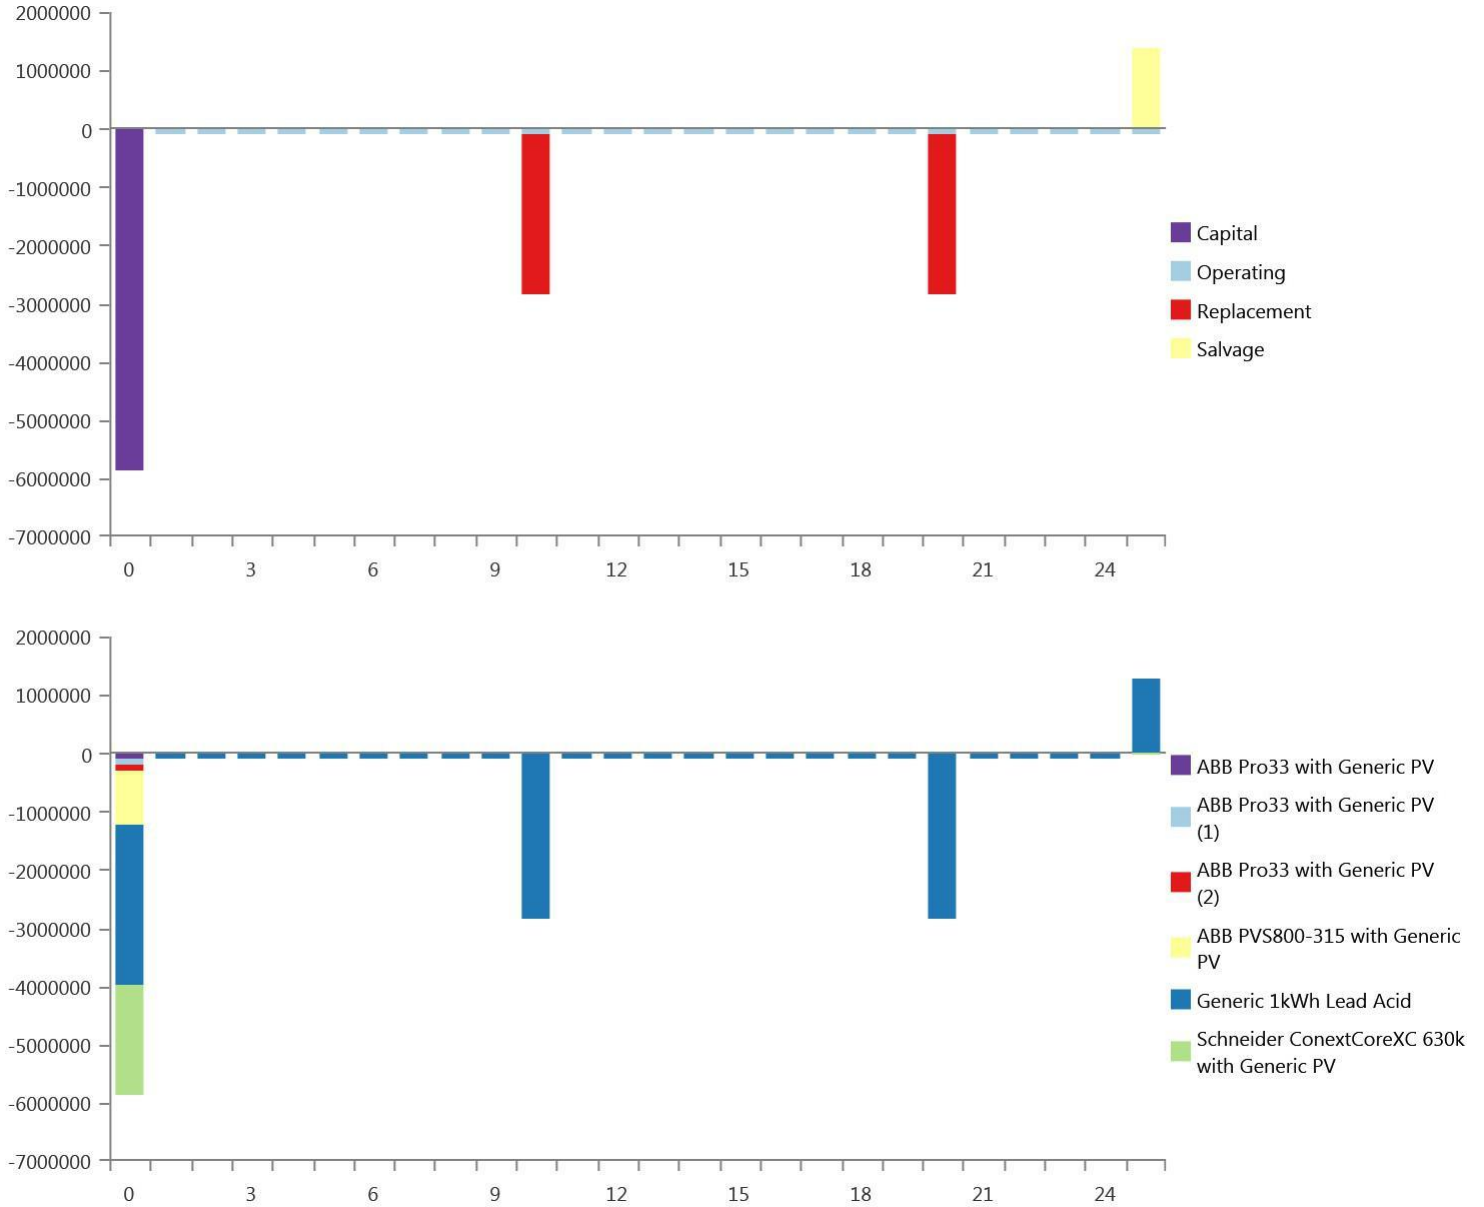 2000000
1000000
0
-1000000
-2000000
-3000000
-4000000
-5000000
-6000000
-7000000
0 3 6 9 12 15 18 21 24
Capital
Operating
Replacement
Salvage
2000000
1000000
0
-1000000
-2000000
-3000000
-4000000
-5000000
-6000000
-7000000
0 3 6 9 12 15 18 21 24
ABB Pro33 with Generic PV
ABB Pro33 with Generic PV
(1)
ABB Pro33 with Generic PV
(2)
ABB PVS800-315 with Generic
PV
Generic 1kWh Lead Acid
Schneider ConextCoreXC 630k
with Generic PV